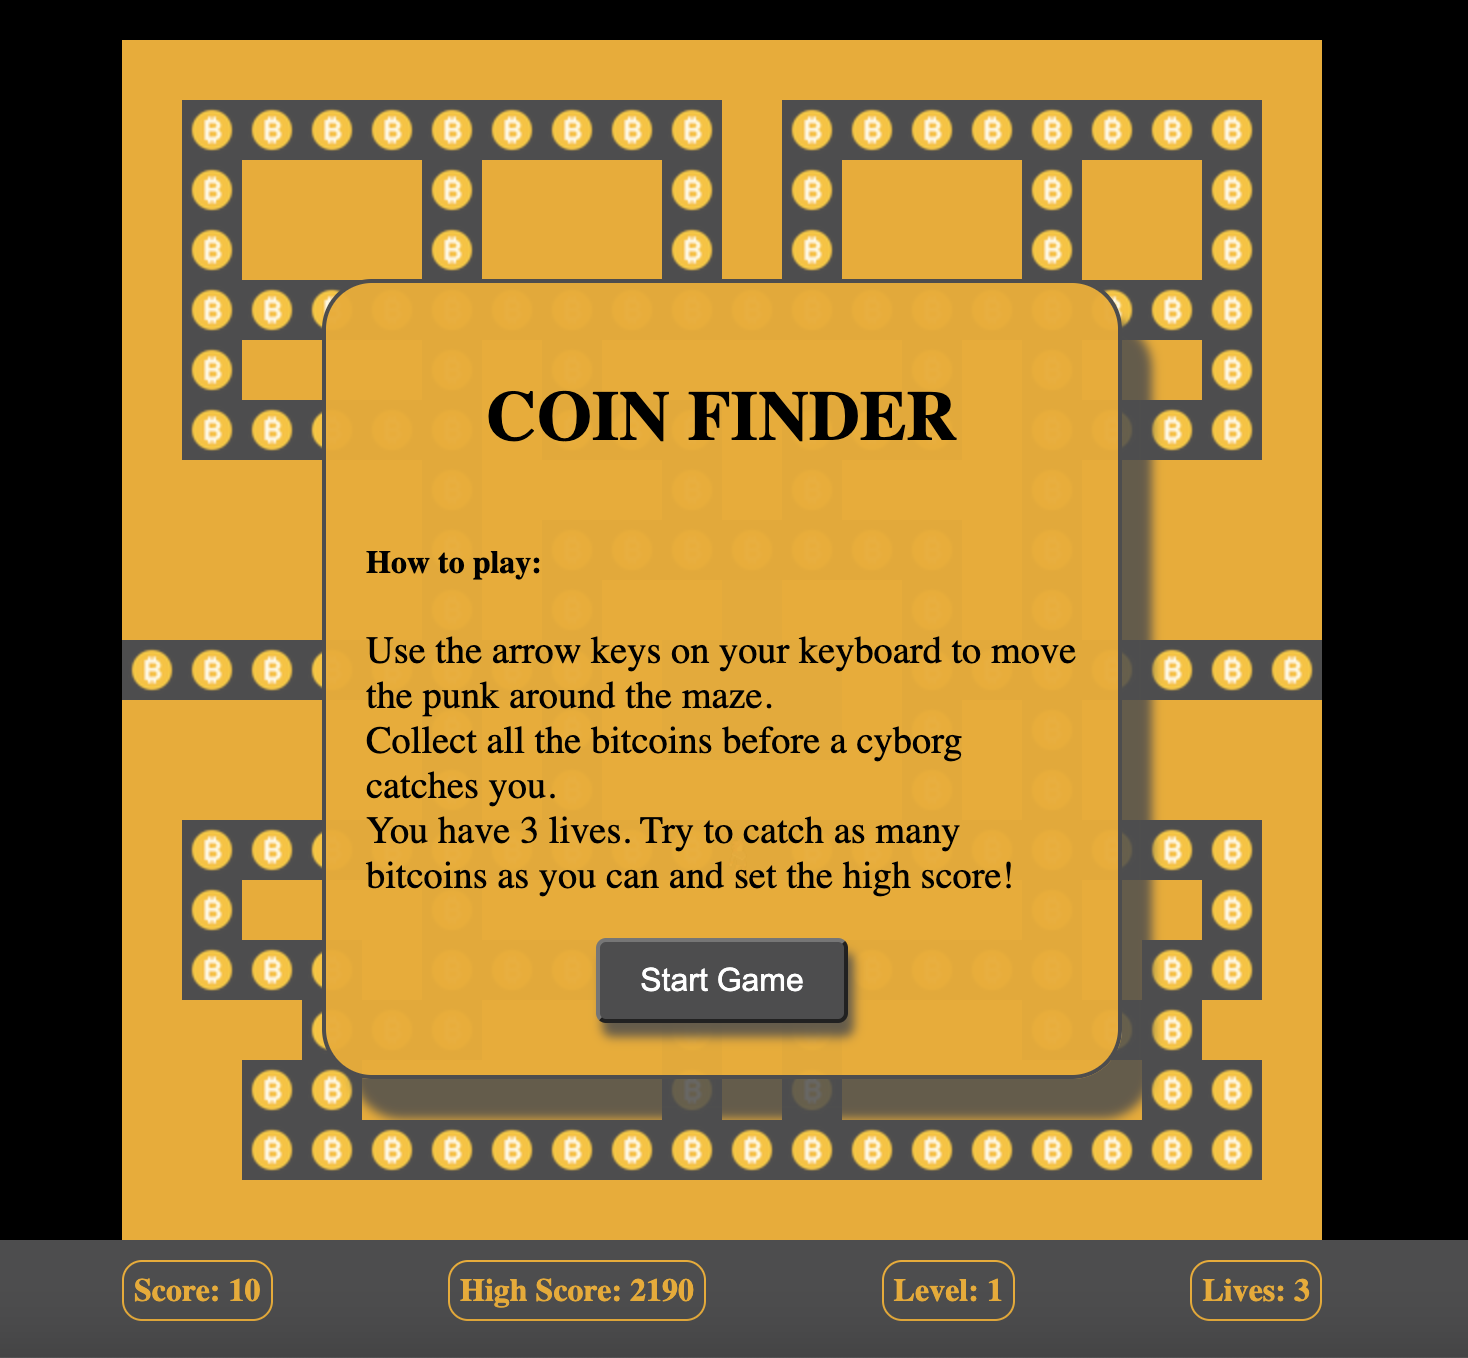 COIN FINDER
How to play:
Use the arrow keys on your keyboard to move
the punk around the maze.
Collect all the bitcoins before a cyborg
catches you.
You have 3 lives. Try to catch as many
bitcoins as you can and set the high score!
Start Game
Score: 10
High Score: 2190
Level: 1
Lives: 3